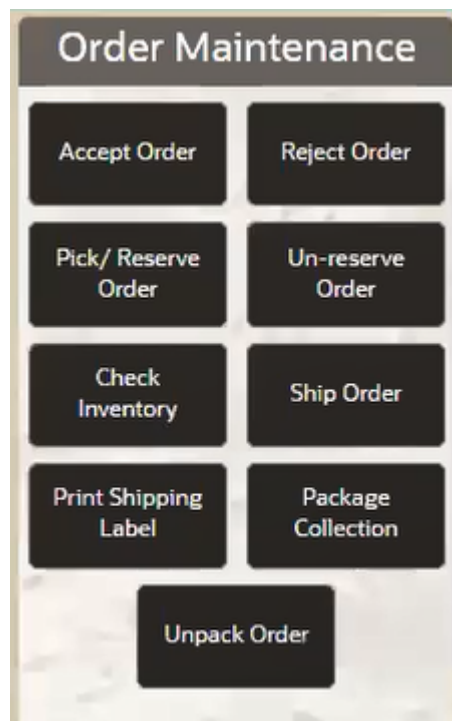 Order Maintenance
Accept Order
Reject Order
Pick/ Reserve
Order
Un-reserve
Order
Check
Inventory
Ship Order
Print Shipping
Label
Package
Collection
Unpack Order